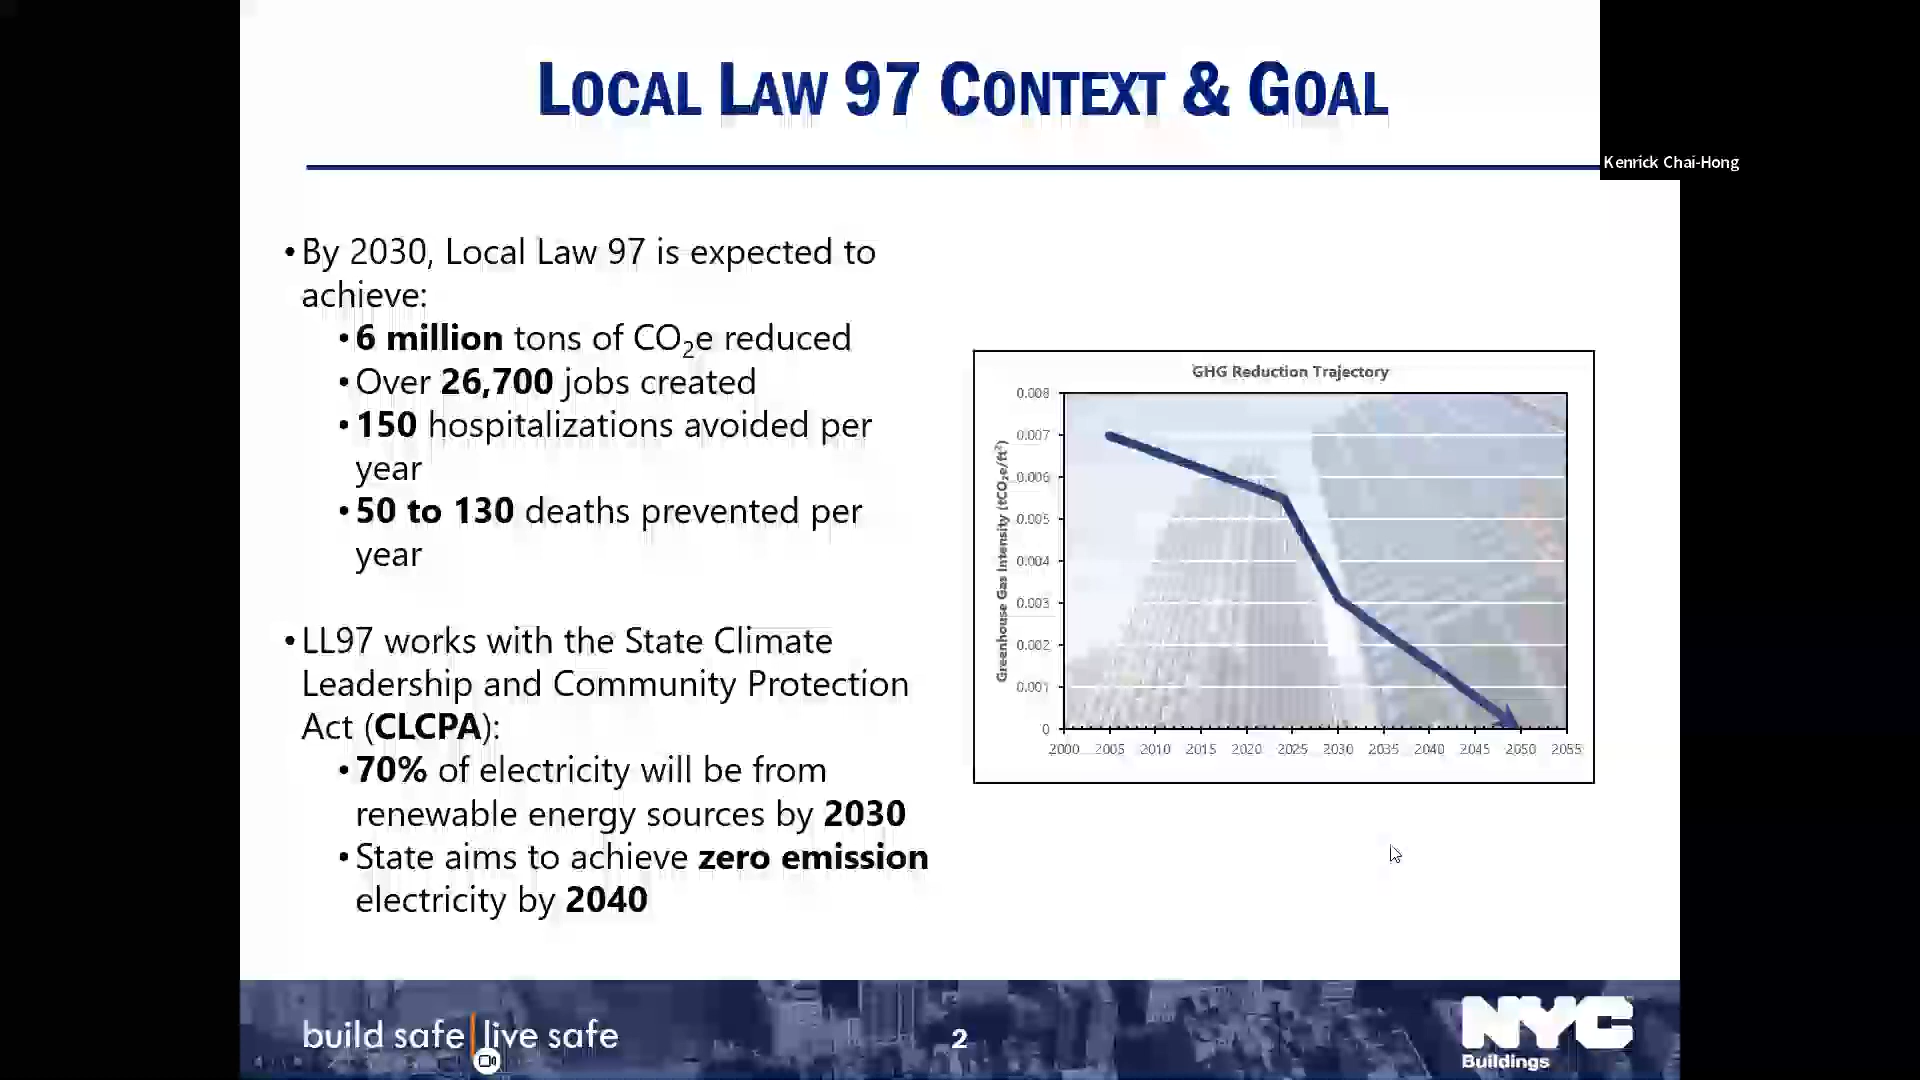 LOCAL LAW 97 CONTEXT & GOAL
Kenrick Chai-Hong
•By 2030, Local Law 97 is expected to
achieve:
•6 million tons of CO₂e reduced
•Over 26,700 jobs created
•150 hospitalizations avoided per
year
•50 to 130 deaths prevented per
year
•LL97 works with the State Climate
Leadership and Community Protection
Act (CLCPA):
•70% of electricity will be from
renewable energy sources by 2030
•State aims to achieve zero emission
electricity by 2040
GHG Reduction Trajectory
Greenhouse Gas Intensity (tCO₂e/ft²)
0.008
0.007
0.006
0.005
0.004
0.003
0.002
0.001
0
2000 2005 2010 2015 2020 2025 2030 2035 2040 2045 2050 2055
build safe|live safe
2
NYC
Buildings